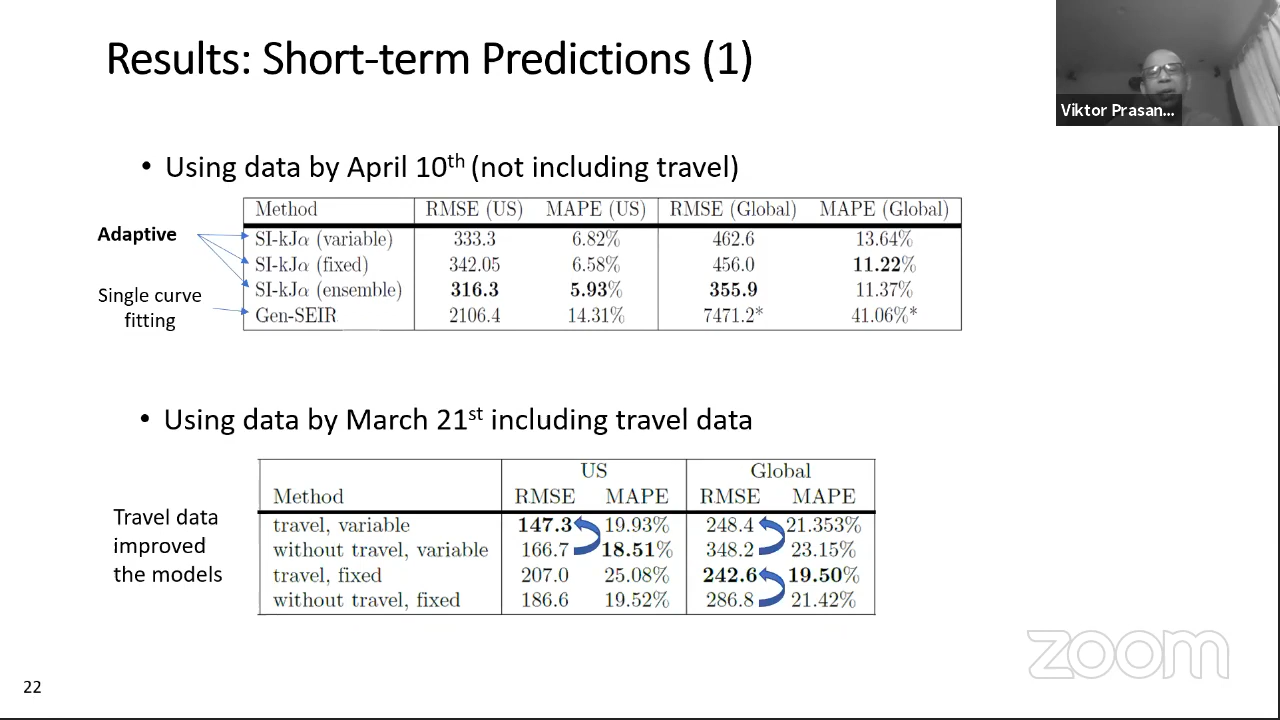 Results: Short-term Predictions (1)
Viktor Prasan...
• Using data by April 10th (not including travel)
Method RMSE (US) MAPE (US) RMSE (Global) MAPE (Global)
Adaptive
SI-kJα (variable) 333.3 6.82% 462.6 13.64%
SI-kJα (fixed) 342.05 6.58% 456.0 11.22%
SI-kJα (ensemble) 316.3 5.93% 355.9 11.37%
Single curve
fitting
Gen-SEIR 2106.4 14.31% 7471.2* 41.06%*
• Using data by March 21st including travel data
US Global
Method RMSE MAPE RMSE MAPE
Travel data
improved
the models
travel, variable 147.3 19.93% 248.4 21.353%
without travel, variable 166.7 18.51% 348.2 23.15%
travel, fixed 207.0 25.08% 242.6 19.50%
without travel, fixed 186.6 19.52% 286.8 21.42%
zoom
22